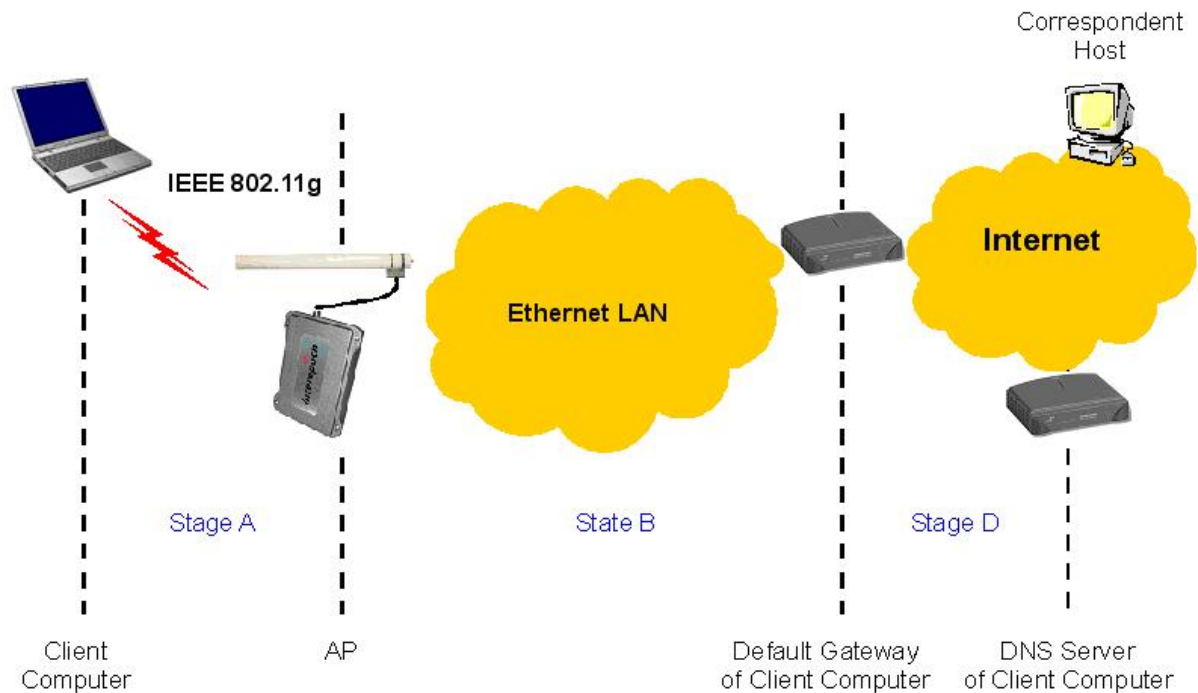 Correspondent
Host
IEEE 802.11g
Internet
Ethernet LAN
Stage A
State B
Stage D
Client
Computer
AP
Default Gateway
of Client Computer
DNS Server
of Client Computer